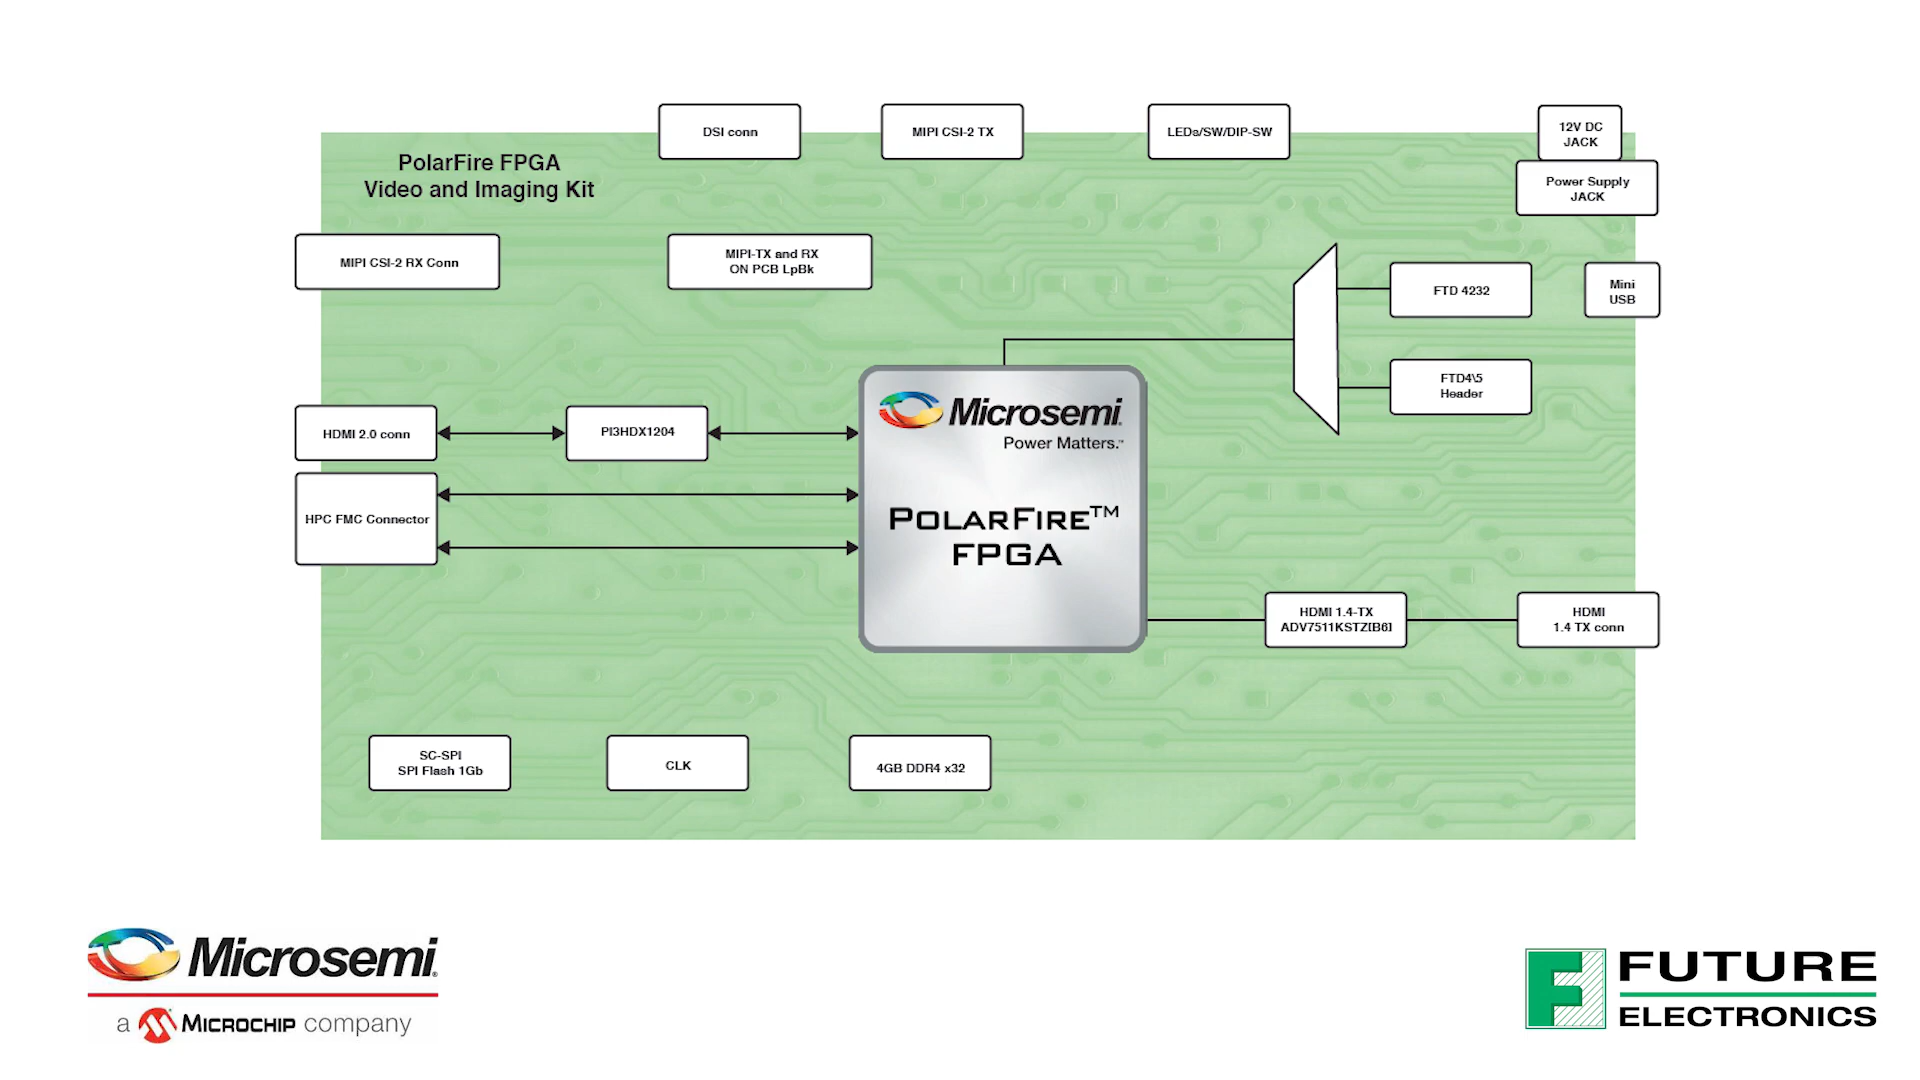 DSI conn
MIPI CSI-2 TX
LEDs/SW/DIP-SW
12V DC
JACK
Power Supply
JACK
PolarFire FPGA
Video and Imaging Kit
MIPI CSI-2 RX Conn
MIPI-TX and RX
ON PCB LpBk
FTD 4232
Mini
USB
FTD4\5
Header
HDMI 2.0 conn
PI3HDX1204
HPC FMC Connector
Microsemi®
Power Matters.™
POLARFIRE™
FPGA
HDMI 1.4-TX
ADV7511KSTZ[B6]
HDMI
1.4 TX conn
SC-SPI
SPI Flash 1Gb
CLK
4GB DDR4 x32
Microsemi®
a MICROCHIP company
F FUTURE
ELECTRONICS